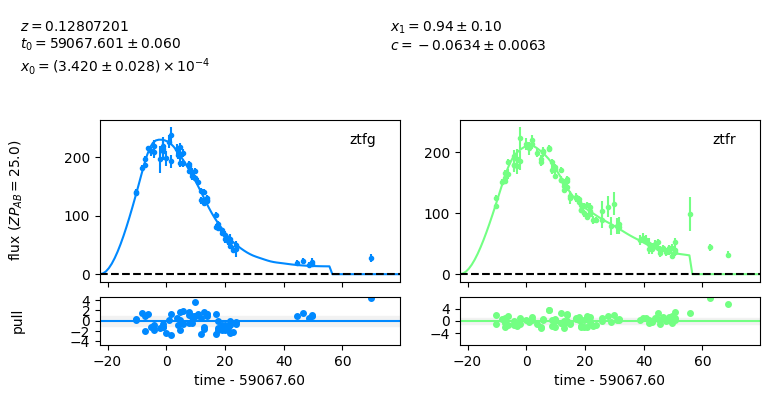 z = 0.12807201
t₀ = 59067.601 ± 0.060
x₀ = (3.420 ± 0.028) × 10⁻⁴
x₁ = 0.94 ± 0.10
c = −0.0634 ± 0.0063
flux (ZP_AB = 25.0)
200
100
0
ztfg
200
100
0
ztfr
pull
4
2
0
−2
−4
−20 0 20 40 60
time - 59067.60
4
0
−4
−20 0 20 40 60
time - 59067.60